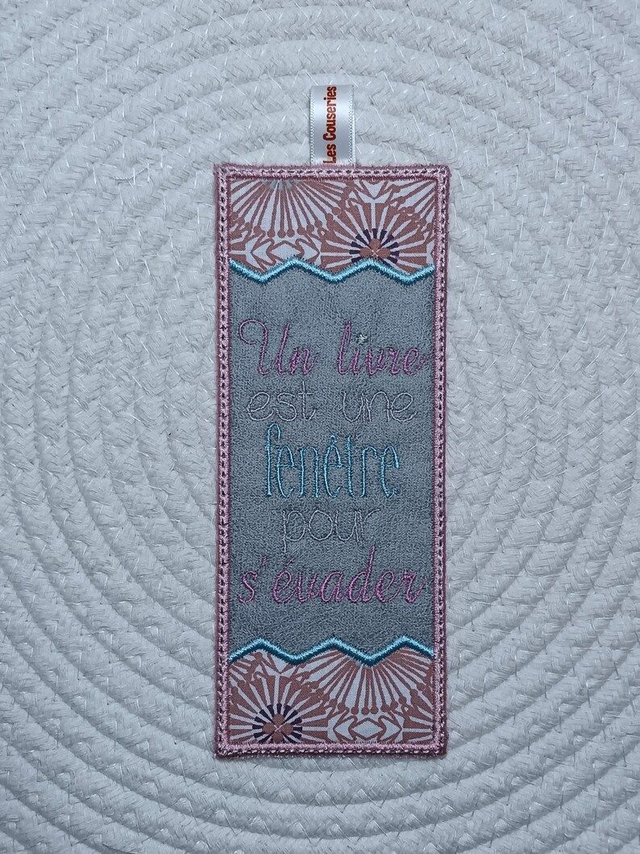 Les Couseries
Un livre
est une
fenêtre
pour
s'évader